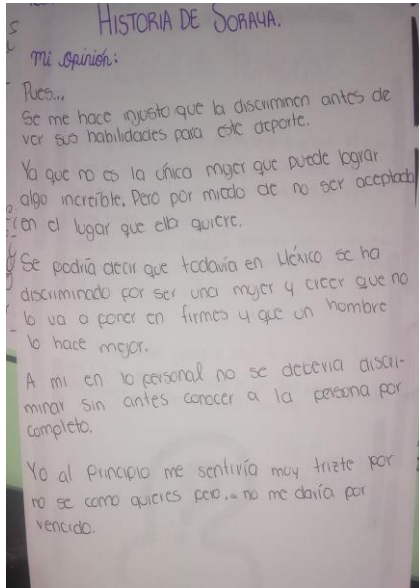 HISTORIA DE SORAYA.
mi opinión:
Pues...
Se me hace injusto que la discriminen antes de
ver sus habilidades para este deporte.
Ya que no es la única mujer que puede lograr
algo increíble. Pero por miedo de no ser aceptada
en el lugar que ella quiere.
Se podría decir que todavía en México se ha
discriminado por ser una mujer y creer que no
lo va a poner en firmes y que un hombre
lo hace mejor.
A mi en lo personal no se debería discri-
minar sin antes conocer a la persona por
completo.
Yo al principio me sentiría muy trizte por
no se como quieres pero.. no me daría por
vencido.